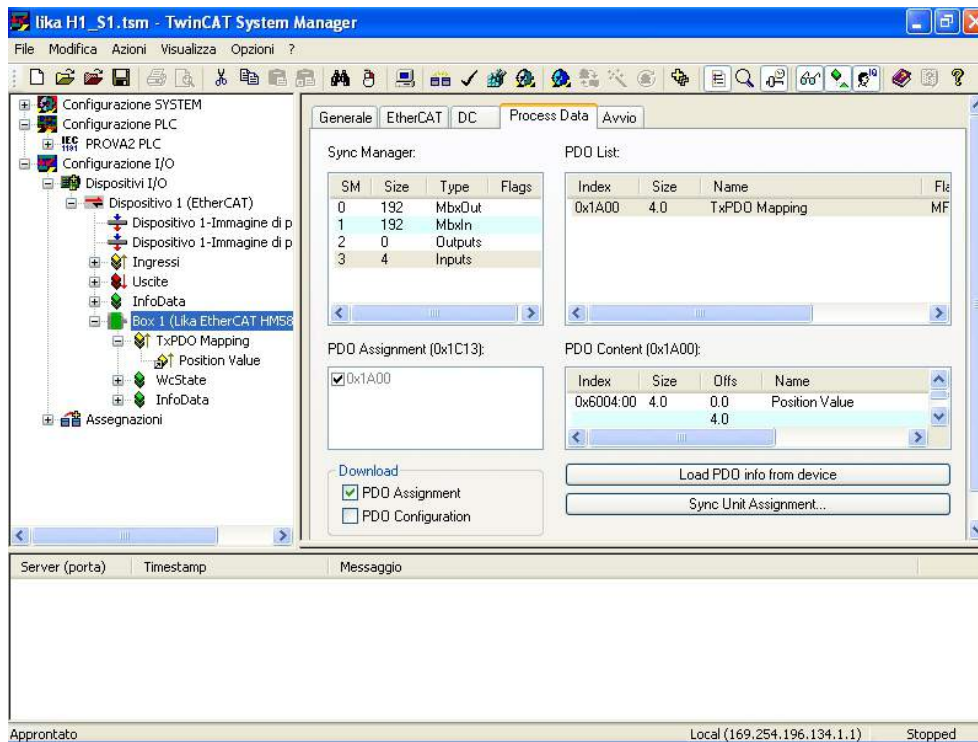 lika H1_S1.tsm - TwinCAT System Manager
File Modifica Azioni Visualizza Opzioni ?
Configurazione SYSTEM
Configurazione PLC
PROVA2 PLC
Configurazione I/O
Dispositivi I/O
Dispositivo 1 (EtherCAT)
Dispositivo 1-Immagine di p
Dispositivo 1-Immagine di p
Ingressi
Uscite
InfoData
Box 1 (Lika EtherCAT HM58
TxPDO Mapping
Position Value
WcState
InfoData
Assegnazioni
Generale EtherCAT DC Process Data Avvio
Sync Manager:
SM Size Type Flags
0 192 MbxOut
1 192 MbxIn
2 0 Outputs
3 4 Inputs
PDO List:
Index Size Name Fla
0x1A00 4.0 TxPDO Mapping MF
PDO Assignment (0x1C13):
0x1A00
PDO Content (0x1A00):
Index Size Offs Name
0x6004:00 4.0 0.0 Position Value
4.0
Download
PDO Assignment
PDO Configuration
Load PDO info from device
Sync Unit Assignment...
Server (porta) Timestamp Messaggio
Approntato Local (169.254.196.134.1.1) Stopped